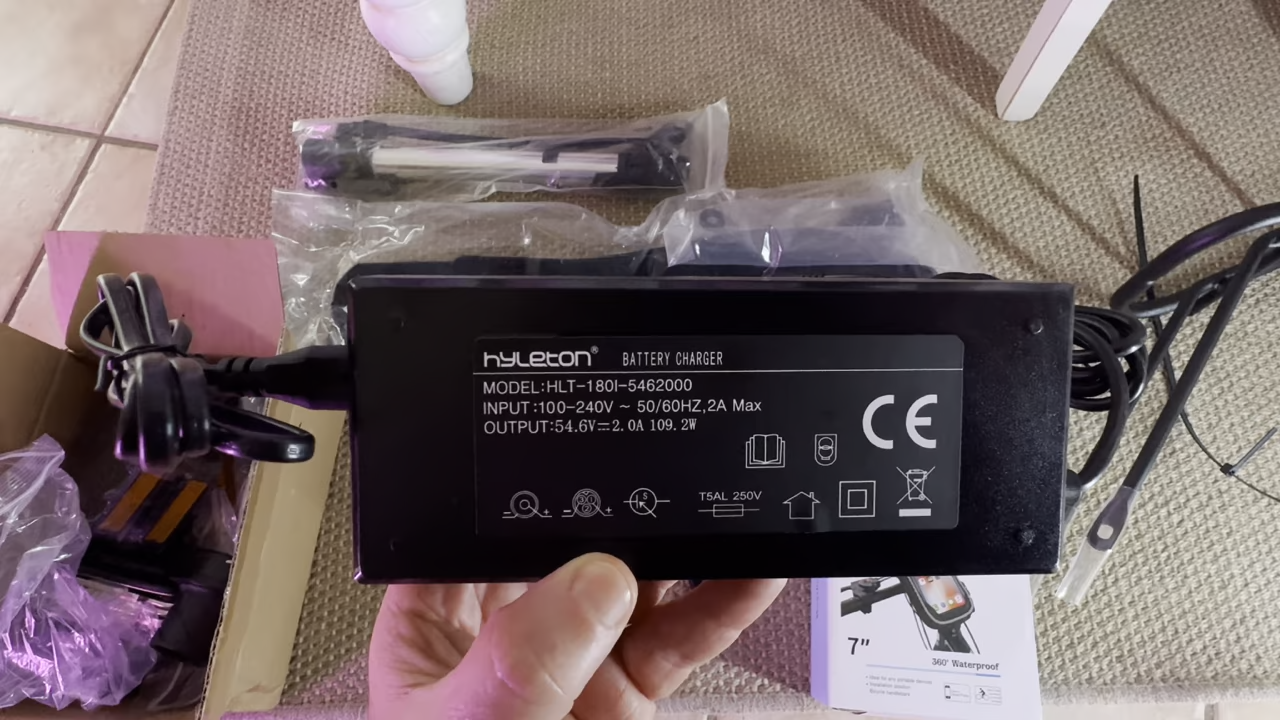 hyleton® BATTERY CHARGER
MODEL:HLT-180I-5462000
INPUT:100-240V ~ 50/60HZ,2A Max
OUTPUT:54.6V⎓2.0A 109.2W
CE
T5AL 250V
7"
360° Waterproof